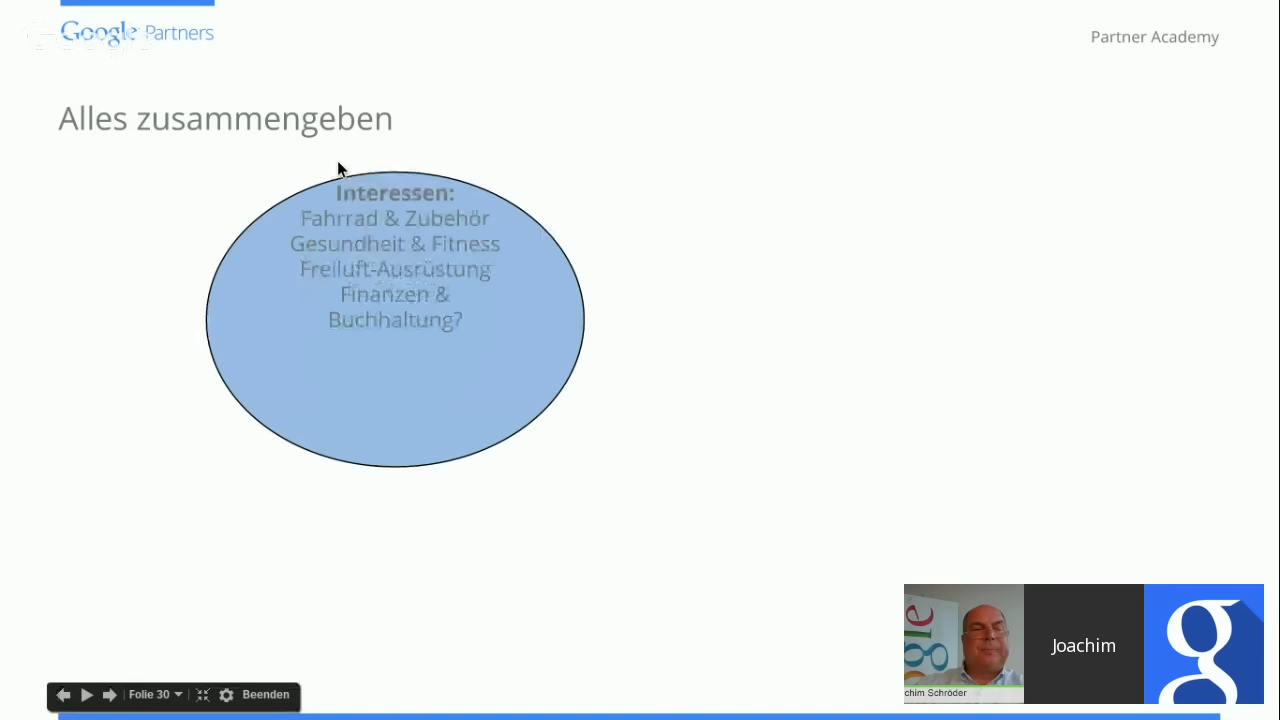 Google Partners
Partner Academy
Alles zusammengeben
Interessen:
Fahrrad & Zubehör
Gesundheit & Fitness
Freiluft-Ausrüstung
Finanzen &
Buchhaltung?
Joachim
chim Schröder
Folie 30
Beenden